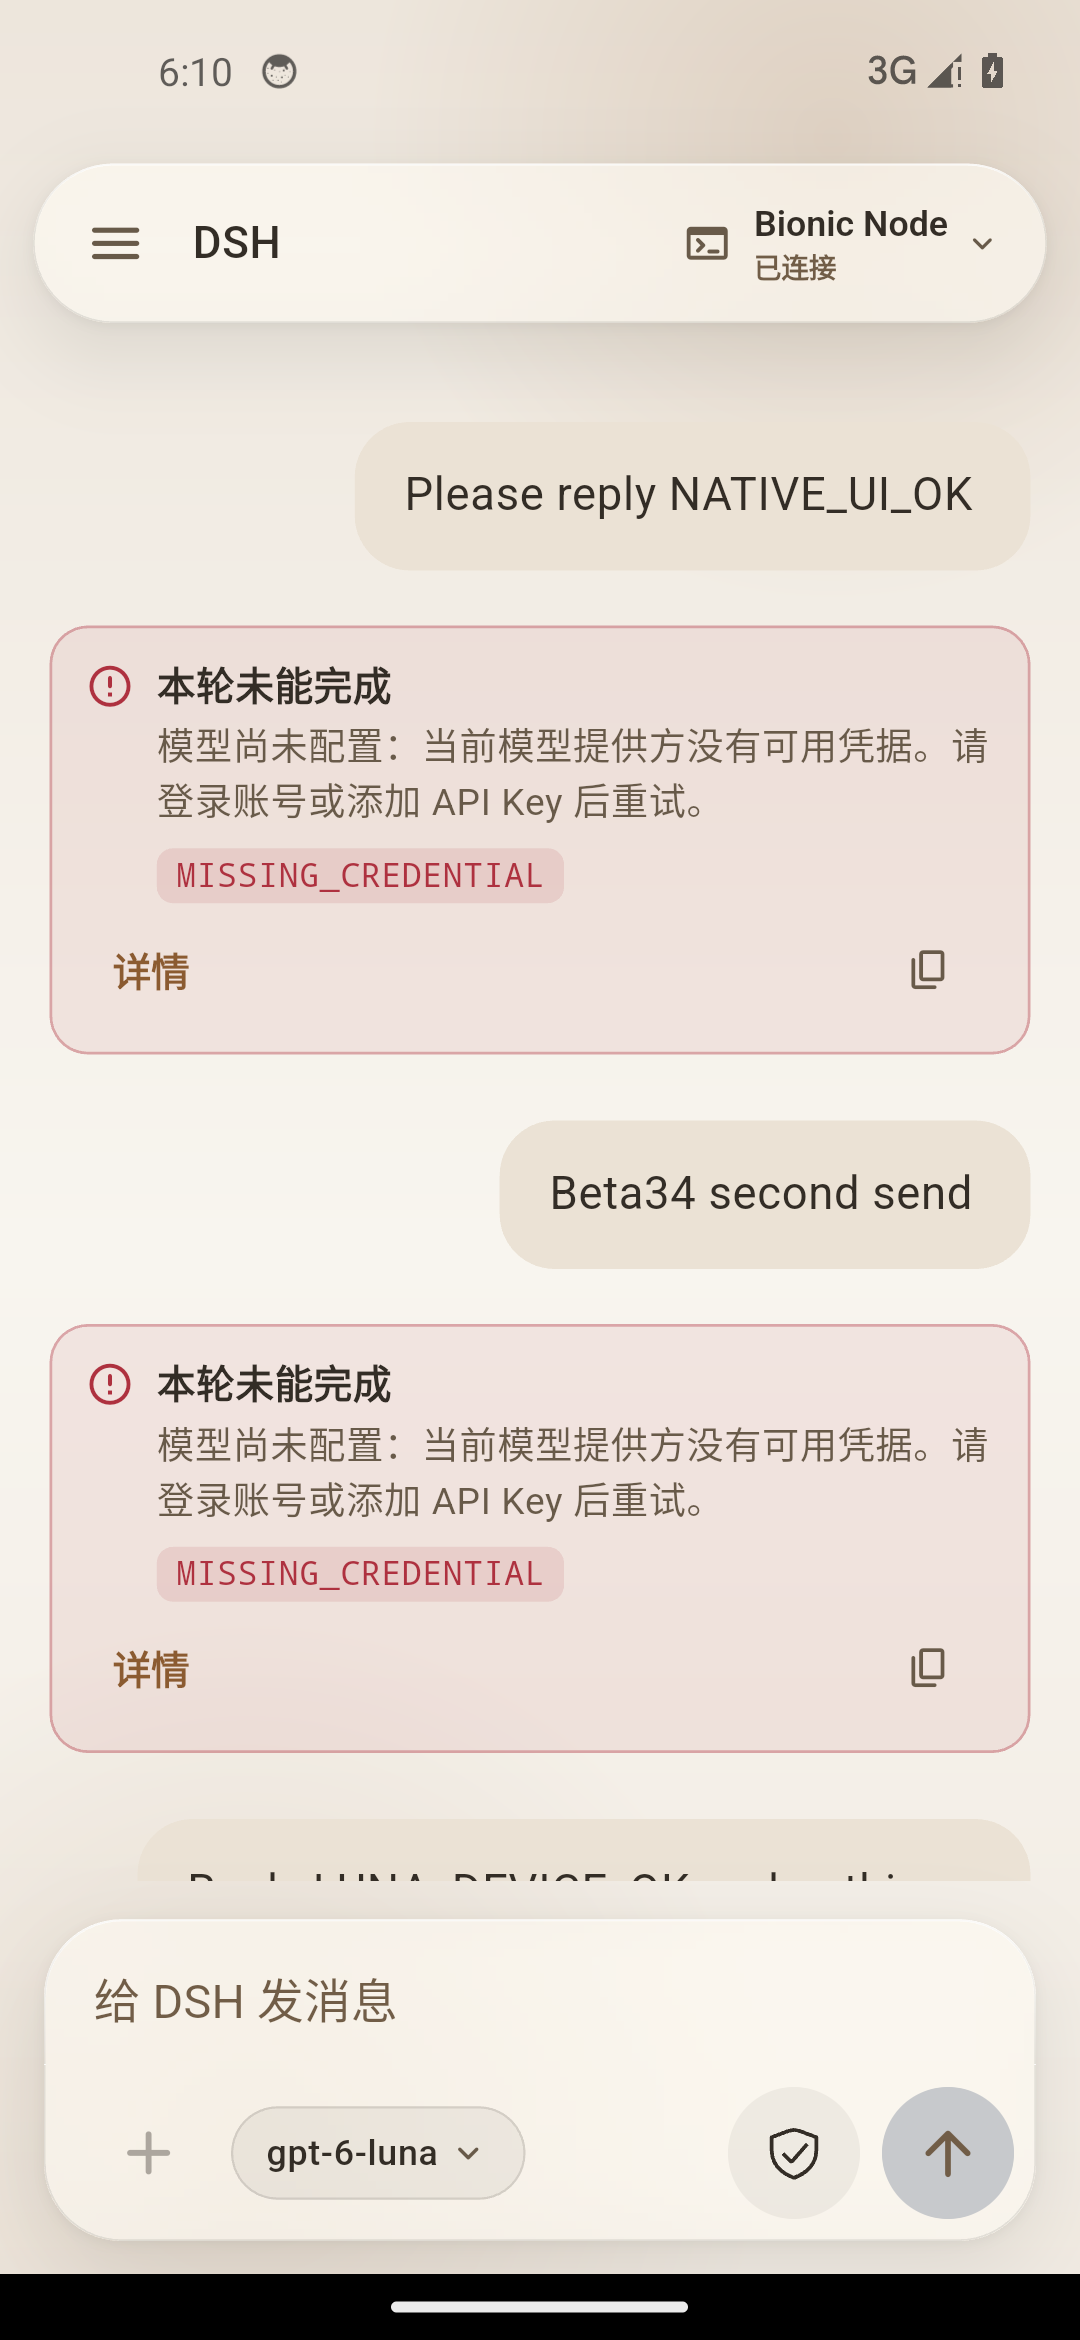 6:10
3G
DSH
Bionic Node
已连接
Please reply NATIVE_UI_OK
本轮未能完成
模型尚未配置：当前模型提供方没有可用凭据。请
登录账号或添加 API Key 后重试。
MISSING_CREDENTIAL
详情
Beta34 second send
本轮未能完成
模型尚未配置：当前模型提供方没有可用凭据。请
登录账号或添加 API Key 后重试。
MISSING_CREDENTIAL
详情
LUNA_DEVICE_OK
给 DSH 发消息
gpt-6-luna